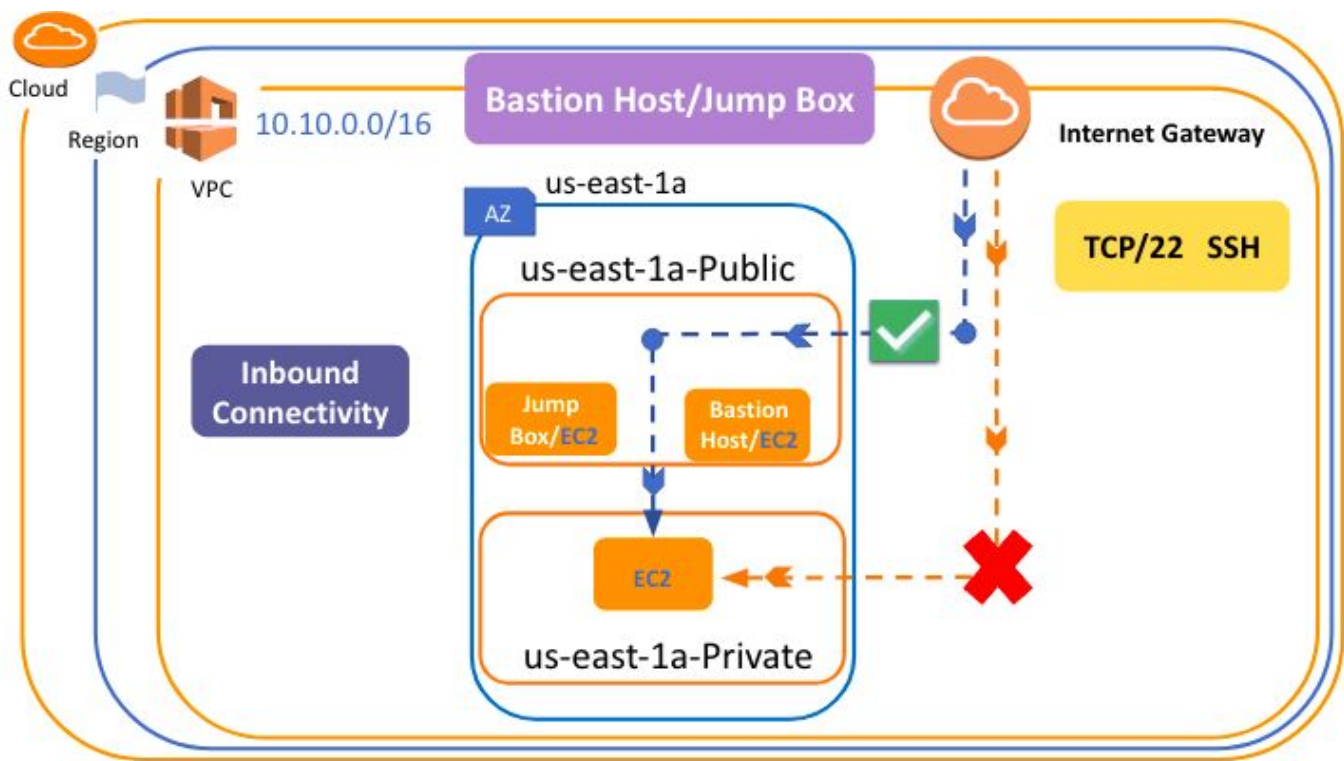 Cloud
Region
VPC
10.10.0.0/16
Bastion Host/Jump Box
Internet Gateway
TCP/22 SSH
us-east-1a
AZ
us-east-1a-Public
Inbound
Connectivity
Jump
Box/EC2
Bastion
Host/EC2
EC2
us-east-1a-Private